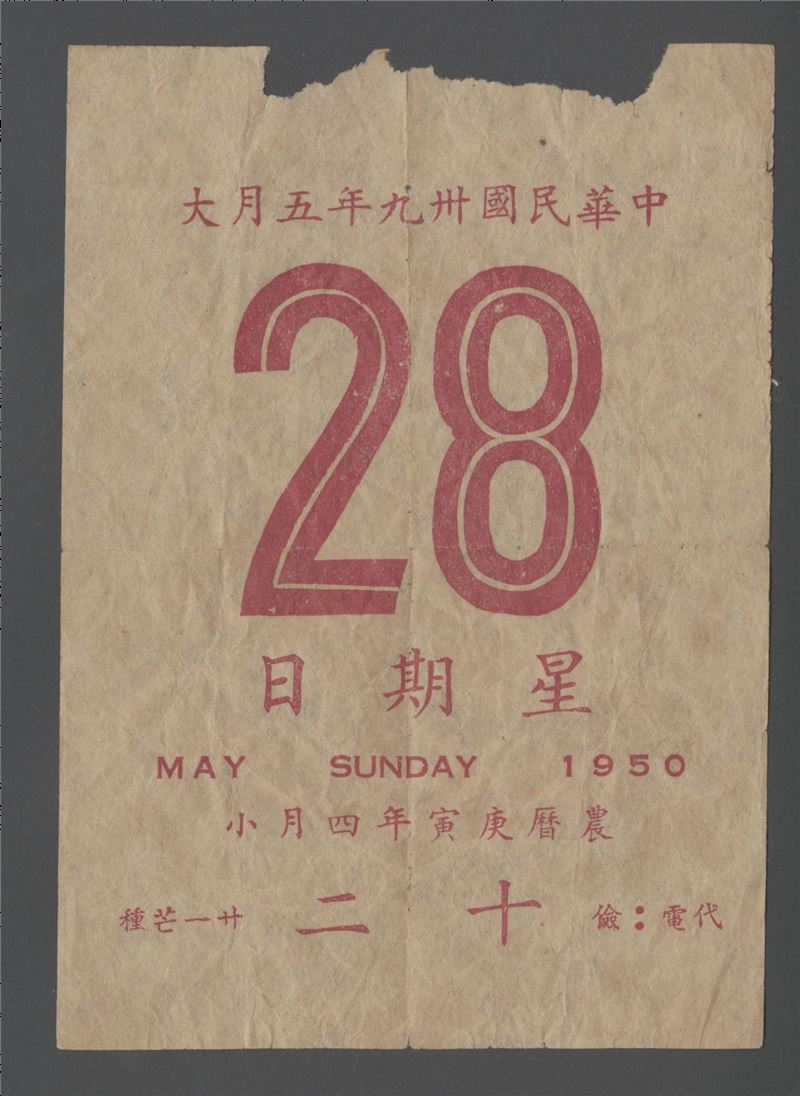 中華民國卅九年五月大
28
星期日
MAY SUNDAY 1950
農曆庚寅年四月小
代電：儉 十二 廿一芒種